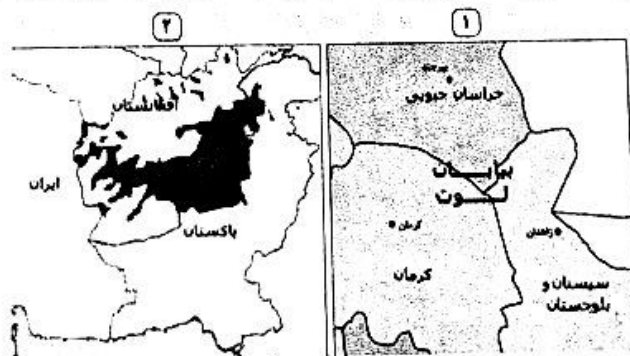 ۲
۱
افغانستان
ایران
پاکستان
بیرجند
خراسان جنوبی
بیابان
لوت
کرمان
زاهدان
کرمان
سیستان و
بلوچستان